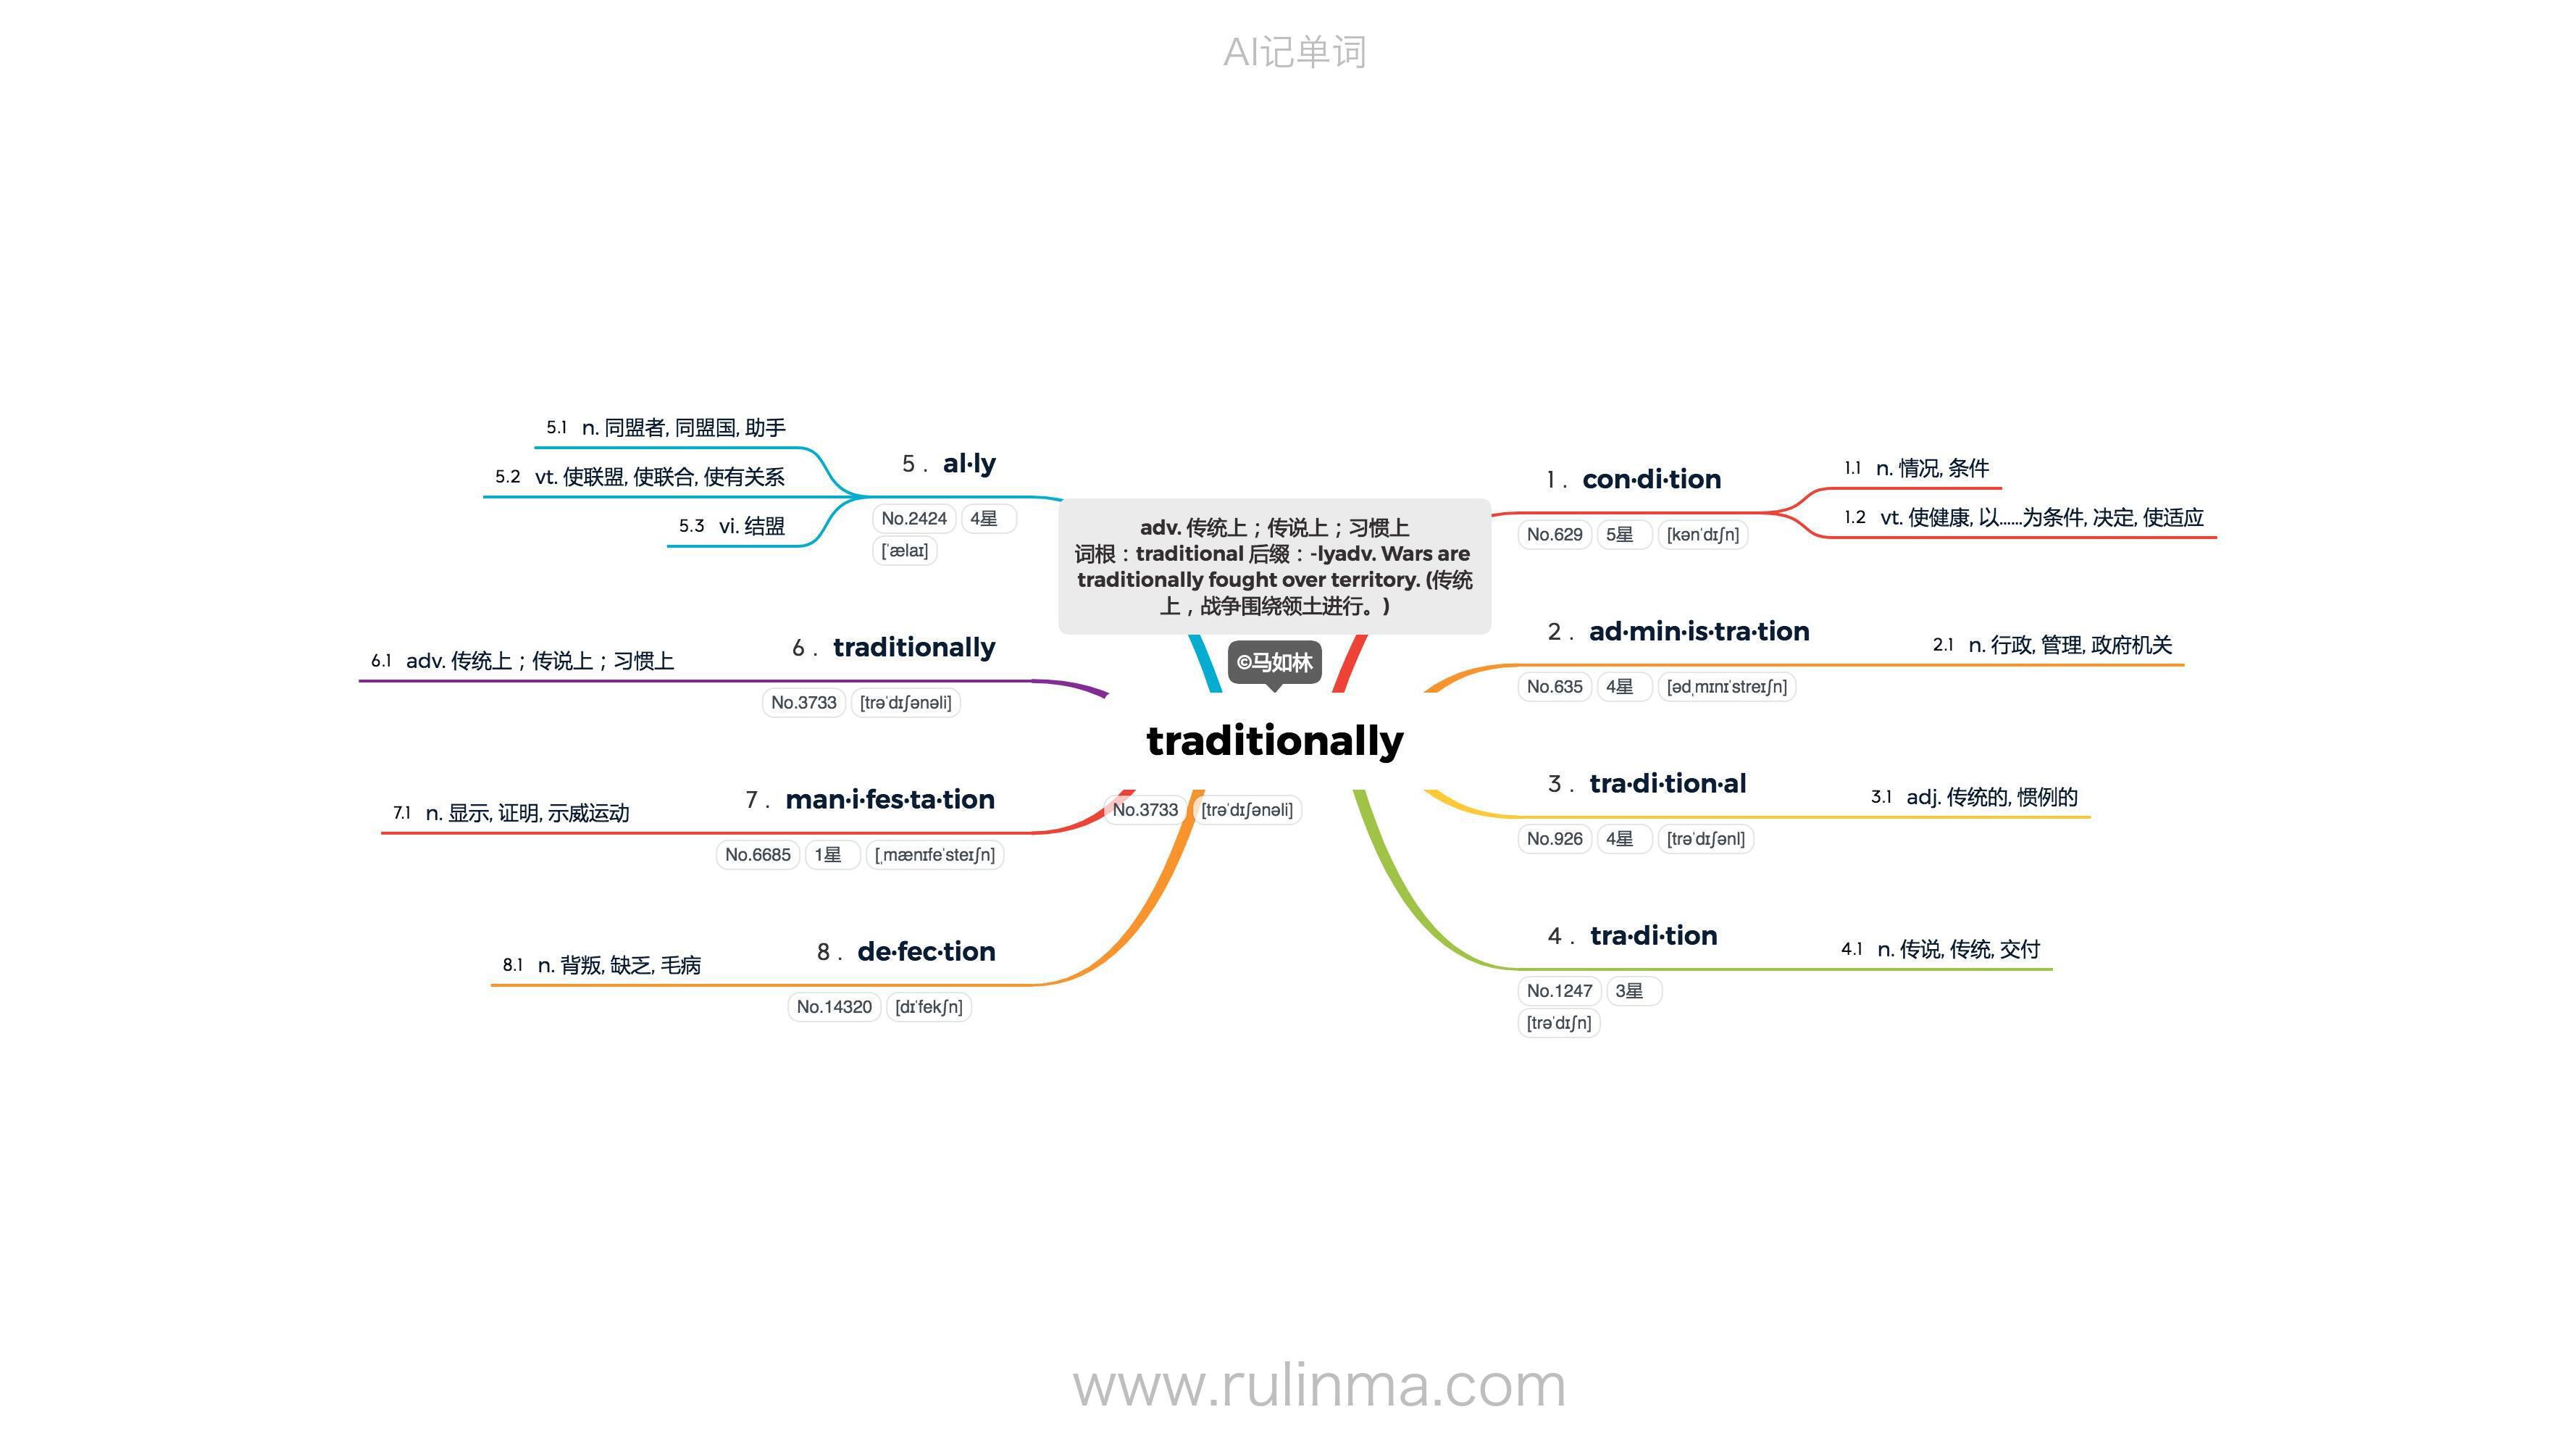 AI记单词
adv. 传统上；传说上；习惯上
词根：traditional 后缀：-lyadv. Wars are
traditionally fought over territory. (传统
上，战争围绕领土进行。)
©马如林
traditionally
No.3733 [trəˈdɪʃənəli]
1 . con·di·tion
No.629 5星 [kənˈdɪʃn]
1.1 n. 情况, 条件
1.2 vt. 使健康, 以......为条件, 决定, 使适应
2 . ad·min·is·tra·tion
No.635 4星 [ədˌmɪnɪˈstreɪʃn]
2.1 n. 行政, 管理, 政府机关
3 . tra·di·tion·al
No.926 4星 [trəˈdɪʃənl]
3.1 adj. 传统的, 惯例的
4 . tra·di·tion
No.1247 3星
[trəˈdɪʃn]
4.1 n. 传说, 传统, 交付
5 . al·ly
No.2424 4星
[ˈælaɪ]
5.1 n. 同盟者, 同盟国, 助手
5.2 vt. 使联盟, 使联合, 使有关系
5.3 vi. 结盟
6 . traditionally
No.3733 [trəˈdɪʃənəli]
6.1 adv. 传统上；传说上；习惯上
7 . man·i·fes·ta·tion
No.6685 1星 [ˌmænɪfeˈsteɪʃn]
7.1 n. 显示, 证明, 示威运动
8 . de·fec·tion
No.14320 [dɪˈfekʃn]
8.1 n. 背叛, 缺乏, 毛病
www.rulinma.com